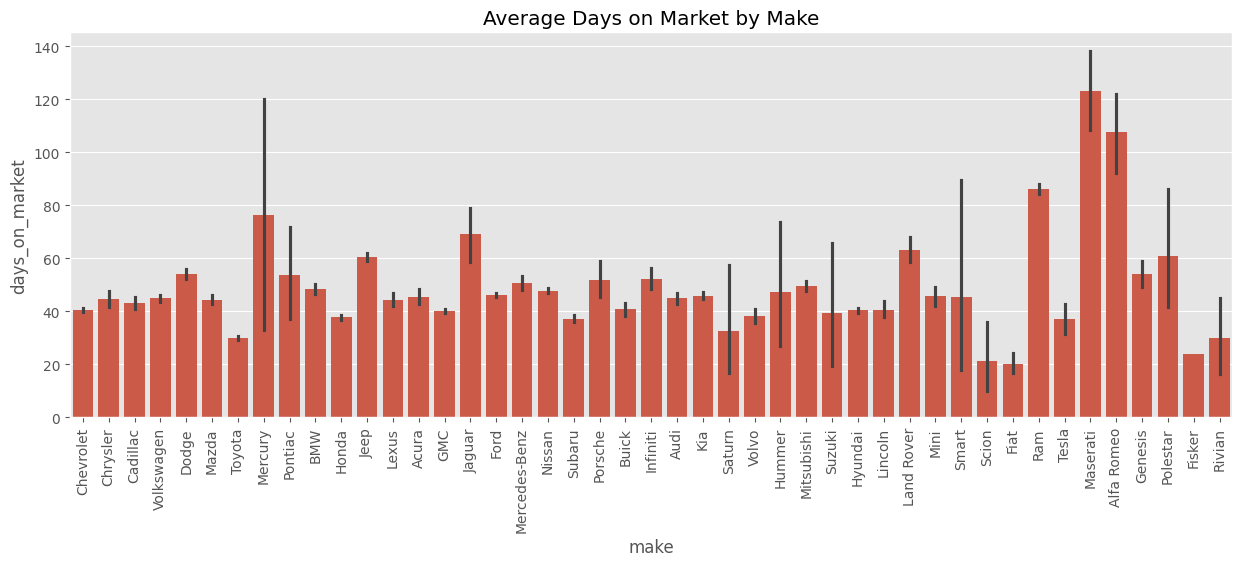 Average Days on Market by Make
140
120
100
80
60
40
20
0
days_on_market
Chevrolet
Chrysler
Cadillac
Volkswagen
Dodge
Mazda
Toyota
Mercury
Pontiac
BMW
Honda
Jeep
Lexus
Acura
GMC
Jaguar
Ford
Mercedes-Benz
Nissan
Subaru
Porsche
Buick
Infiniti
Audi
Kia
Saturn
Volvo
Hummer
Mitsubishi
Suzuki
Hyundai
Lincoln
Land Rover
Mini
Smart
Scion
Fiat
Ram
Tesla
Maserati
Alfa Romeo
Genesis
Polestar
Fisker
Rivian
make